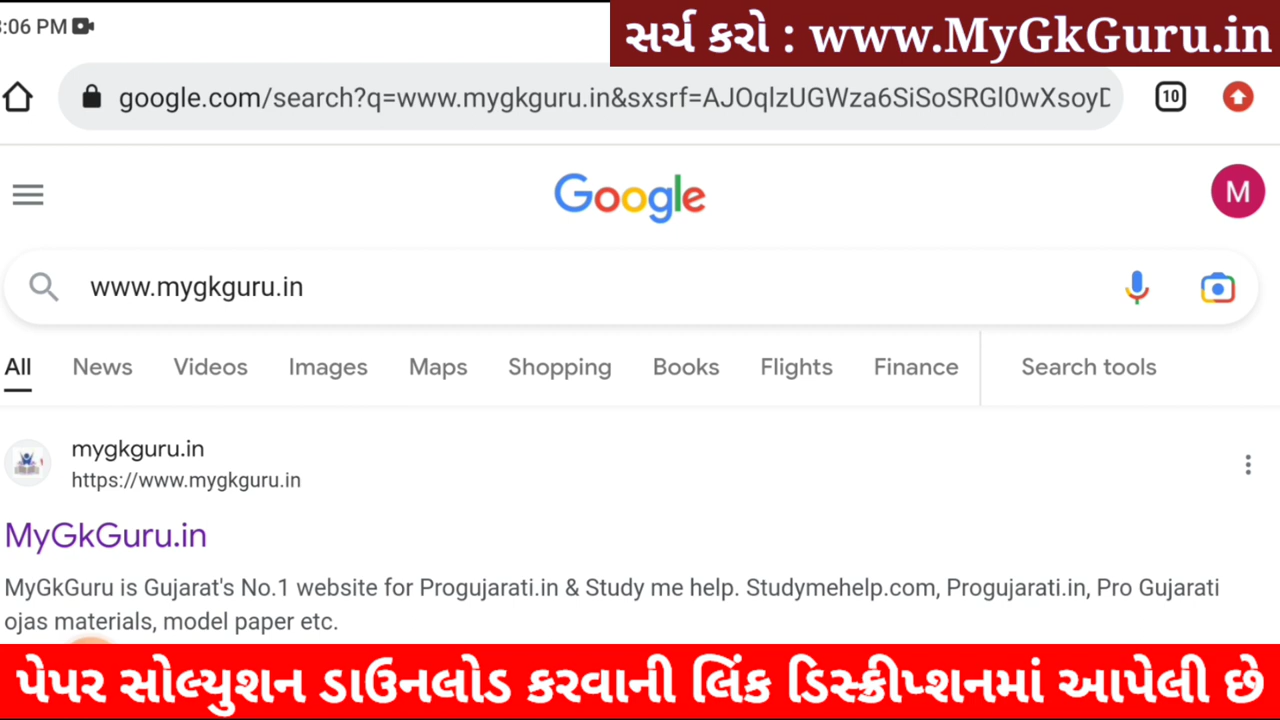 :06 PM
સર્ચ કરો : www.MyGkGuru.in
google.com/search?q=www.mygkguru.in&sxsrf=AJOqlzUGWza6SiSoSRGl0wXsoyD
10
Google
M
www.mygkguru.in
All News Videos Images Maps Shopping Books Flights Finance Search tools
mygkguru.in
https://www.mygkguru.in
MyGkGuru.in
MyGkGuru is Gujarat's No.1 website for Progujarati.in & Study me help. Studymehelp.com, Progujarati.in, Pro Gujarati
ojas materials, model paper etc.
પેપર સોલ્યુશન ડાઉનલોડ કરવાની લિંક ડિસ્ક્રીપ્શનમાં આપેલી છે